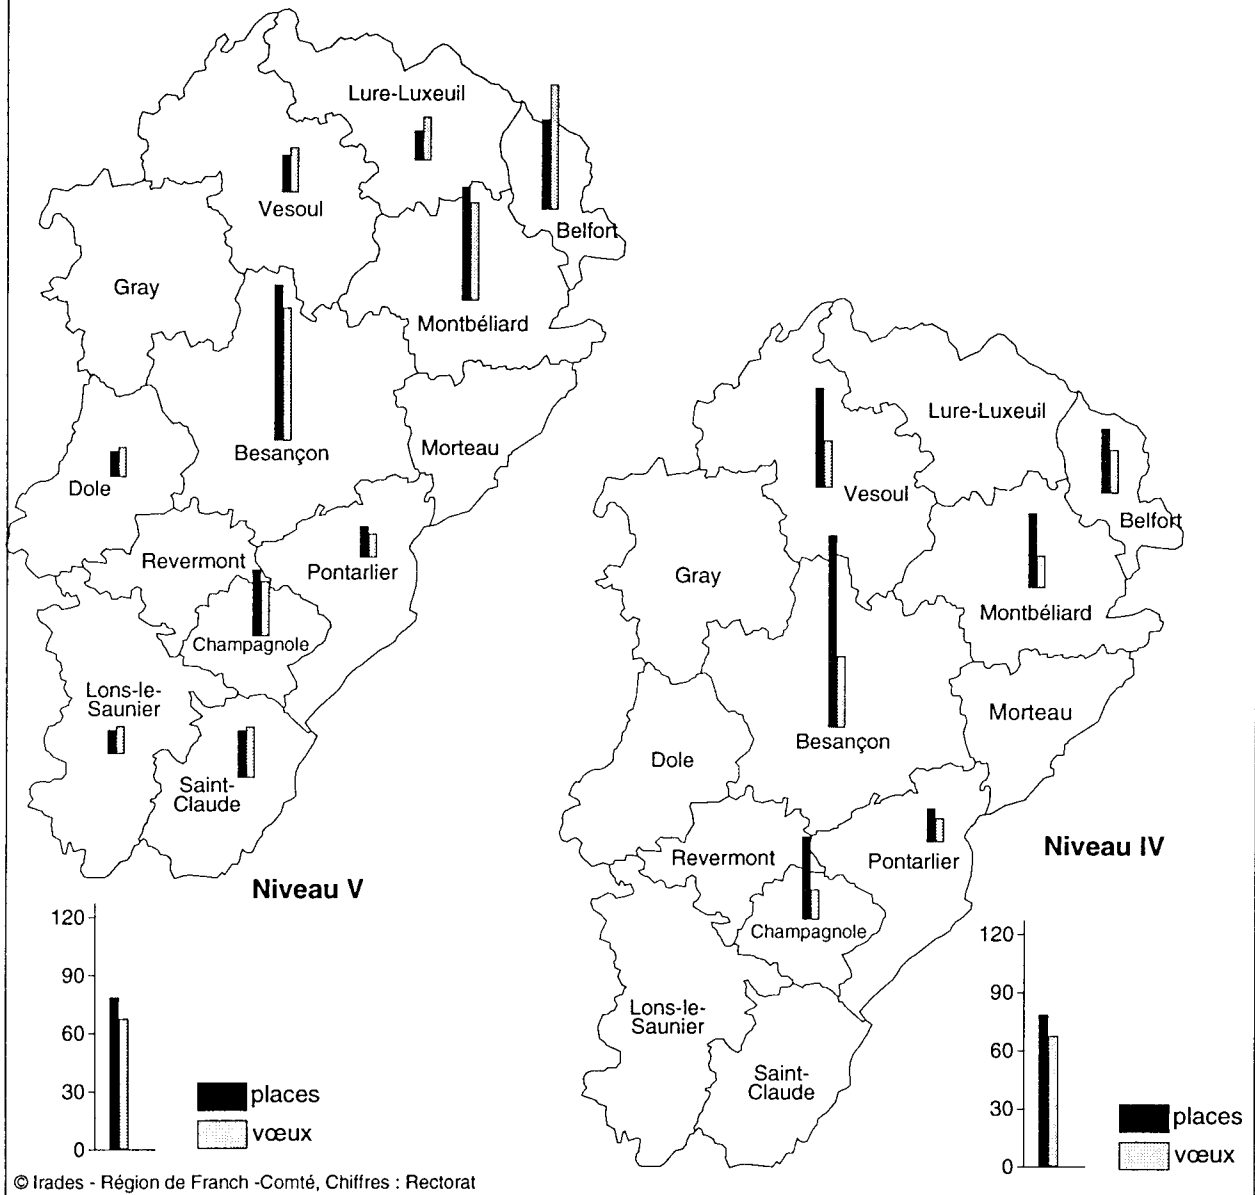 Lure-Luxeuil
Vesoul
Belfort
Gray
Montbéliard
Besançon
Morteau
Dole
Revermont
Pontarlier
Champagnole
Lons-le-
Saunier
Saint-
Claude
Niveau V
120
90
60
30
0
places
vœux
Lure-Luxeuil
Vesoul
Belfort
Gray
Montbéliard
Morteau
Besançon
Dole
Niveau IV
Revermont
Pontarlier
Champagnole
Lons-le-
Saunier
Saint-
Claude
120
90
60
30
0
places
vœux
© Irades - Région de Franch -Comté, Chiffres : Rectorat